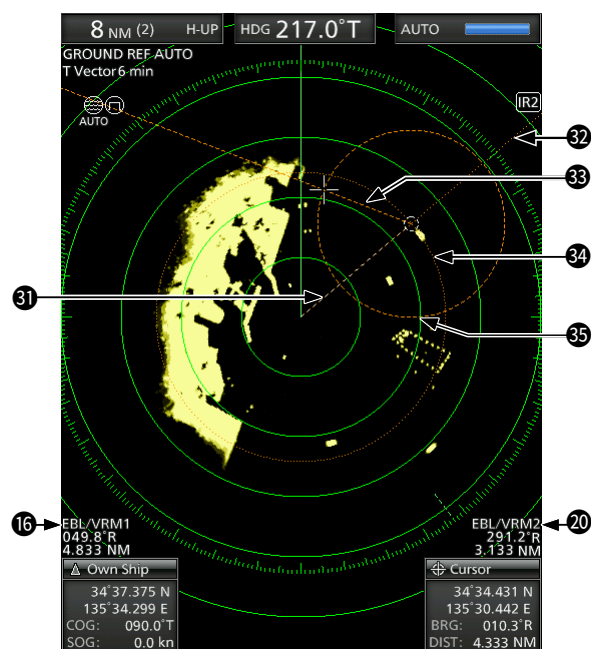 8 NM (2) H-UP HDG 217.0°T AUTO
GROUND REF AUTO
T Vector 6 min
AUTO
IR2
32
33
34
31
35
16
EBL/VRM1
049.8°R
4.833 NM
EBL/VRM2
291.2°R
3.133 NM
20
Own Ship
34°37.375 N
135°34.299 E
COG: 090.0°T
SOG: 0.0 kn
Cursor
34°34.431 N
135°30.442 E
BRG: 010.3°R
DIST: 4.333 NM